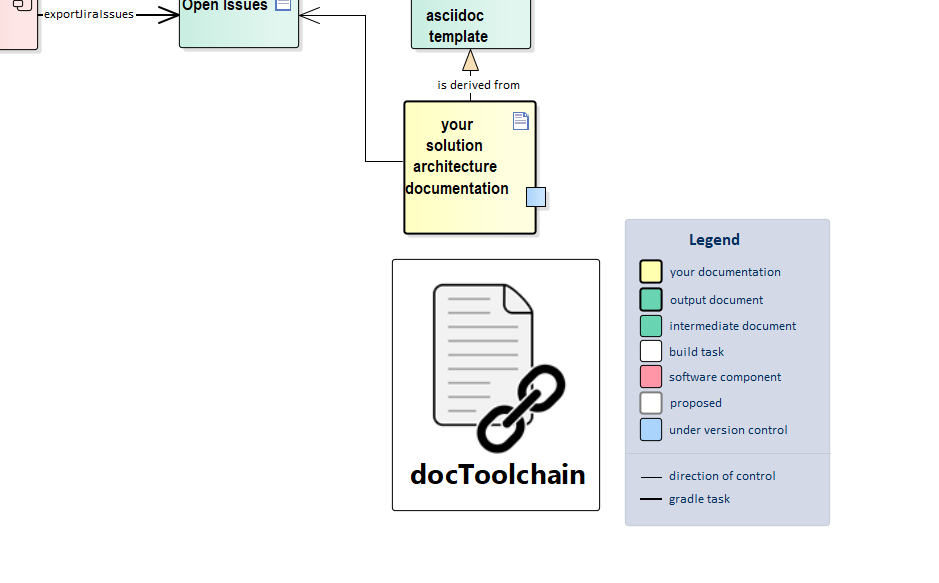 exportJiraIssues
Open Issues
asciidoc
template
is derived from
your
solution
architecture
documentation
docToolchain
Legend
your documentation
output document
intermediate document
build task
software component
proposed
under version control
direction of control
gradle task